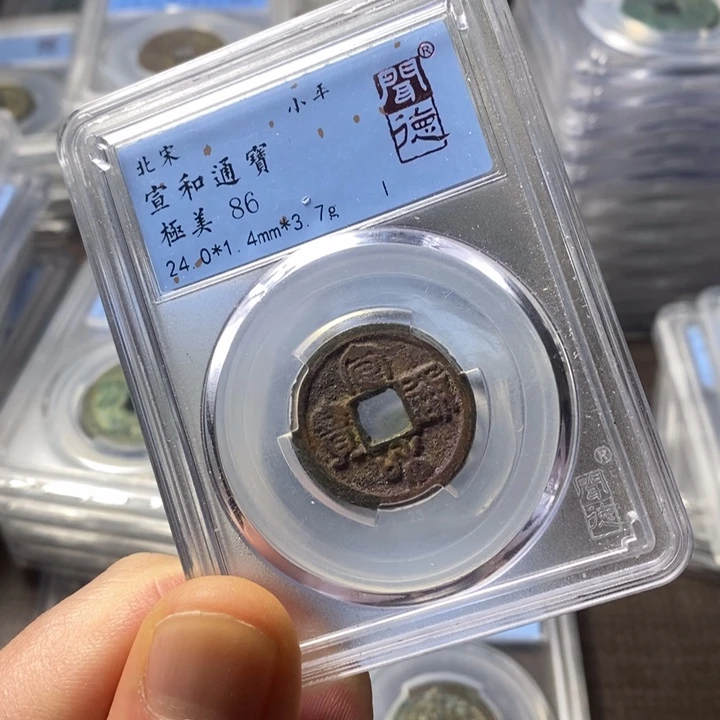 小平
聞德®
北宋
宣和通寶
極美 86
24.0*1.4mm*3.7g
宣
通
寶
和
®
聞德